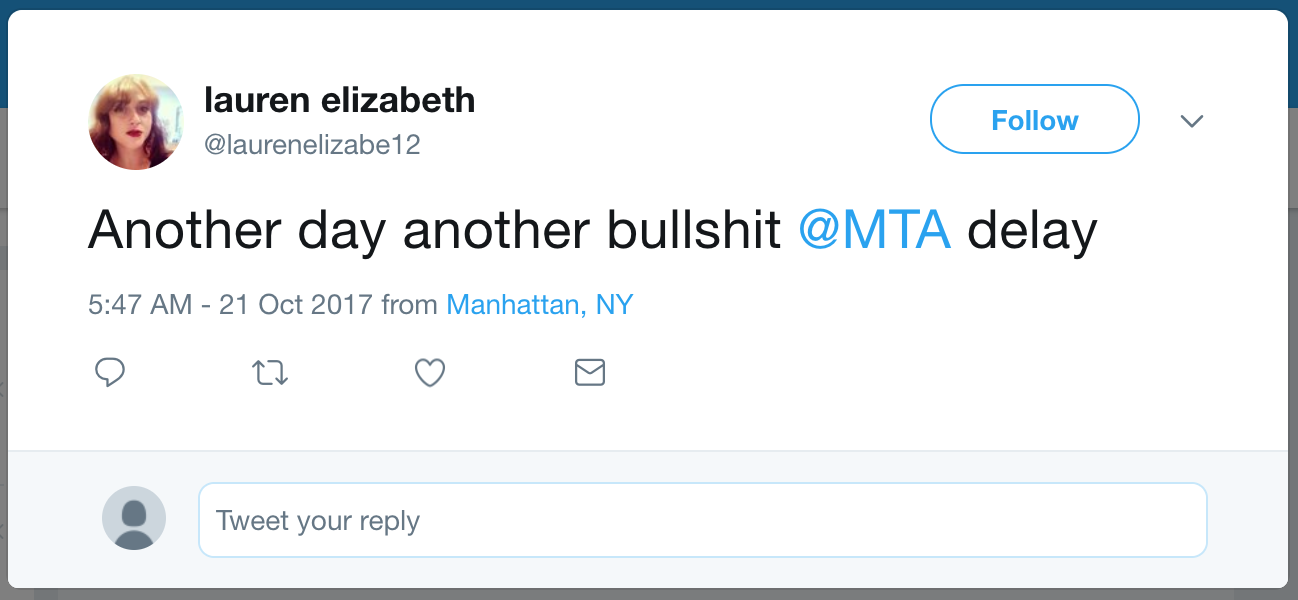 lauren elizabeth
@laurenelizabe12
Follow
Another day another bullshit @MTA delay
5:47 AM - 21 Oct 2017 from Manhattan, NY
Tweet your reply